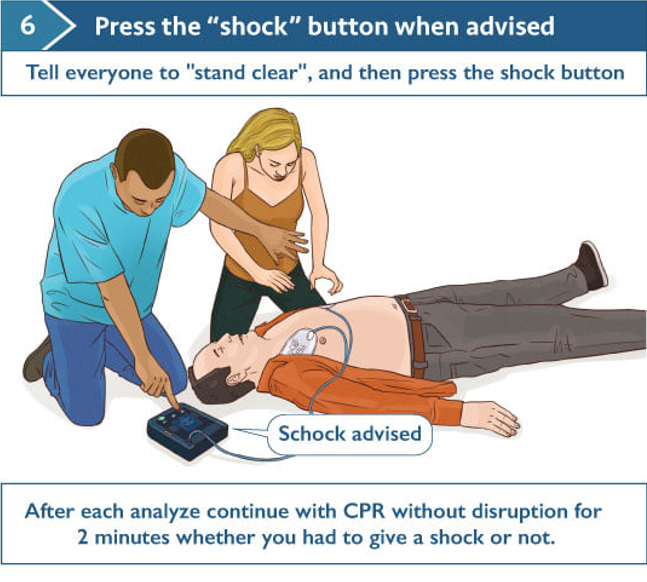 6 Press the “shock” button when advised
Tell everyone to "stand clear", and then press the shock button
Schock advised
After each analyze continue with CPR without disruption for
2 minutes whether you had to give a shock or not.